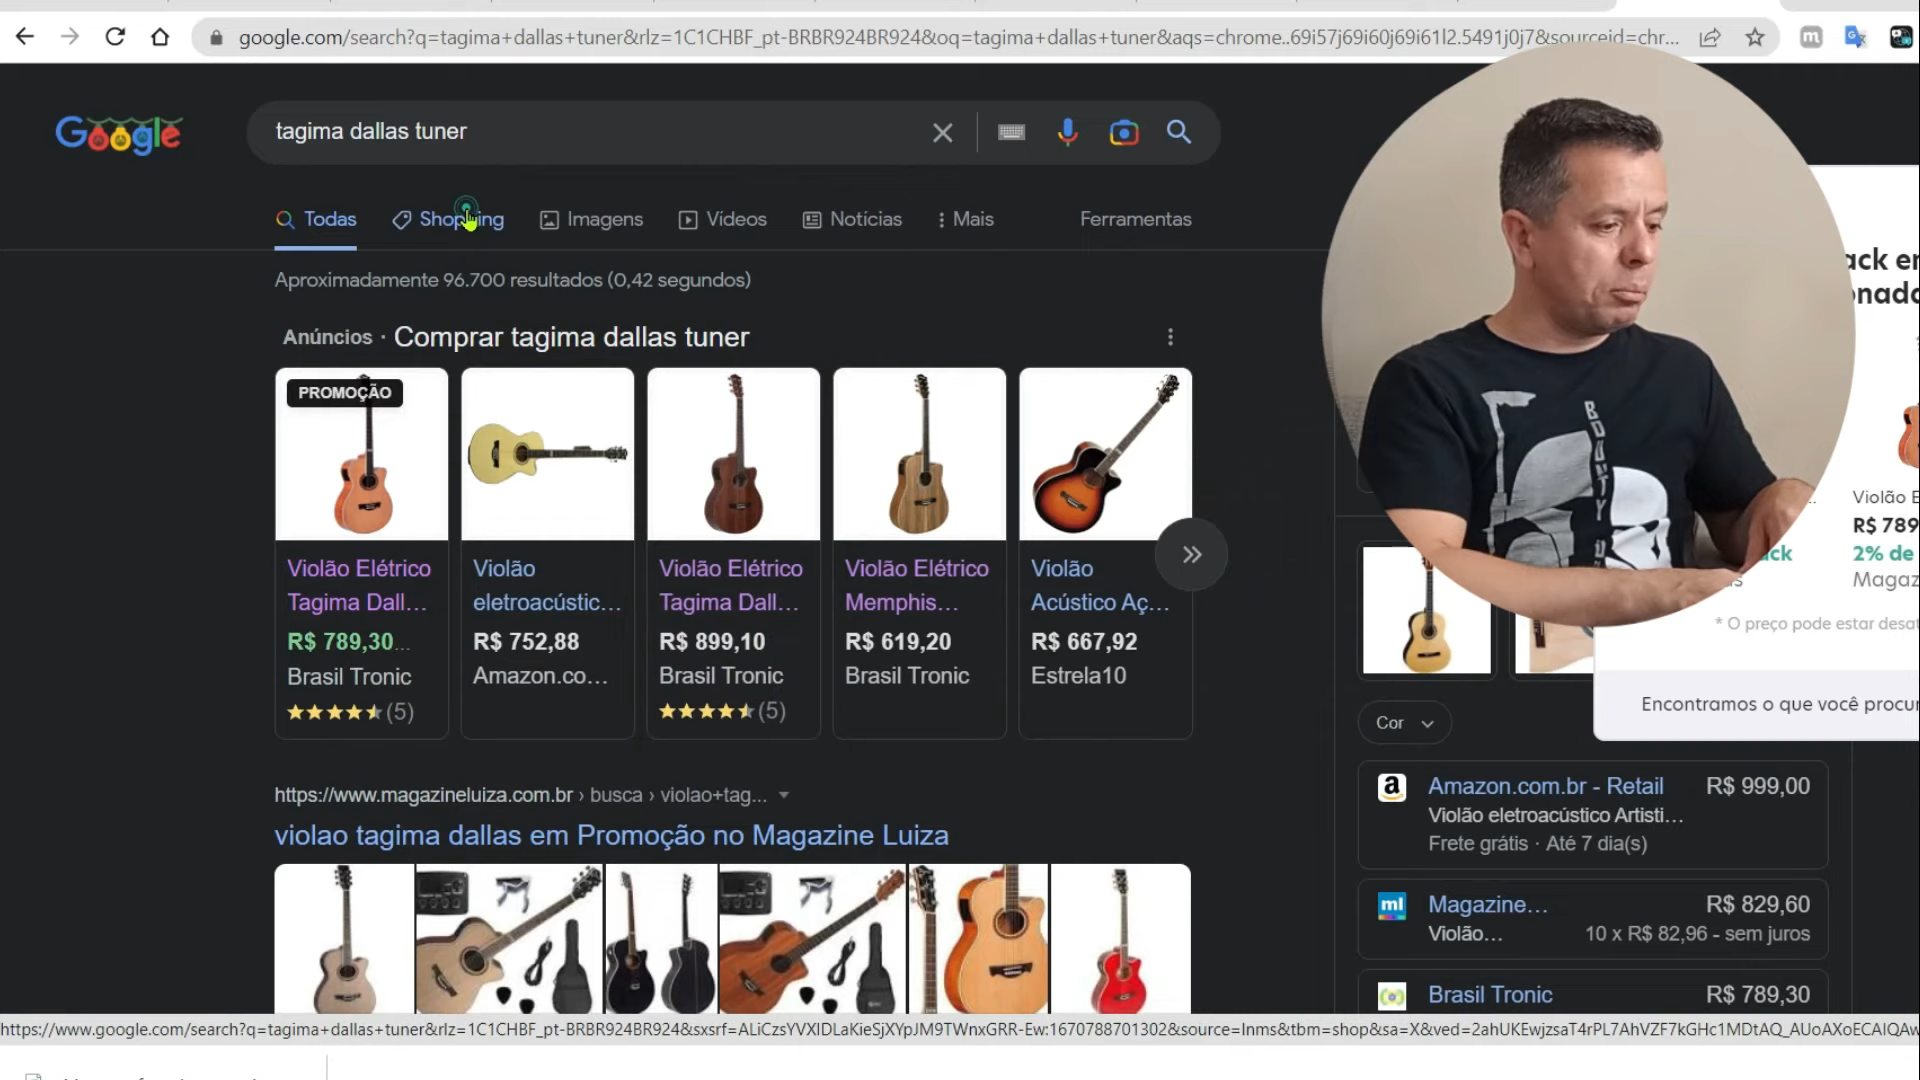 google.com/search?q=tagima+dallas+tuner&rlz=1C1CHBF_pt-BRBR924BR924&oq=tagima+dallas+tuner&aqs=chrome..69i57j69i60j69i61l2.5491j0j7&sourceid=chr...
Google
tagima dallas tuner
Todas
Shopping
Imagens
Vídeos
Notícias
Mais
Ferramentas
Aproximadamente 96.700 resultados (0,42 segundos)
Anúncios · Comprar tagima dallas tuner
PROMOÇÃO
Violão Elétrico
Tagima Dall...
R$ 789,30...
Brasil Tronic
(5)
Violão
eletroacústic...
R$ 752,88
Amazon.co...
Violão Elétrico
Tagima Dall...
R$ 899,10
Brasil Tronic
(5)
Violão Elétrico
Memphis...
R$ 619,20
Brasil Tronic
Violão
Acústico Aç...
R$ 667,92
Estrela10
https://www.magazineluiza.com.br › busca › violao+tag...
violao tagima dallas em Promoção no Magazine Luiza
BOUNTY
ack en
onado
Violão E
R$ 789
2% de
Magaz
* O preço pode estar desat
Encontramos o que você procur
Cor
Amazon.com.br - Retail
R$ 999,00
Violão eletroacústico Artisti...
Frete grátis · Até 7 dia(s)
ml
Magazine...
R$ 829,60
Violão...
10 x R$ 82,96 - sem juros
Brasil Tronic
R$ 789,30
https://www.google.com/search?q=tagima+dallas+tuner&rlz=1C1CHBF_pt-BRBR924BR924&sxsrf=ALiCzsYVXIDLaKieSjXYpJM9TWnxGRR-Ew:1670788701302&source=lnms&tbm=shop&sa=X&ved=2ahUKEwjzsaT4rPL7AhVZF7kGHc1MDtAQ_AUoAXoECAIQAw